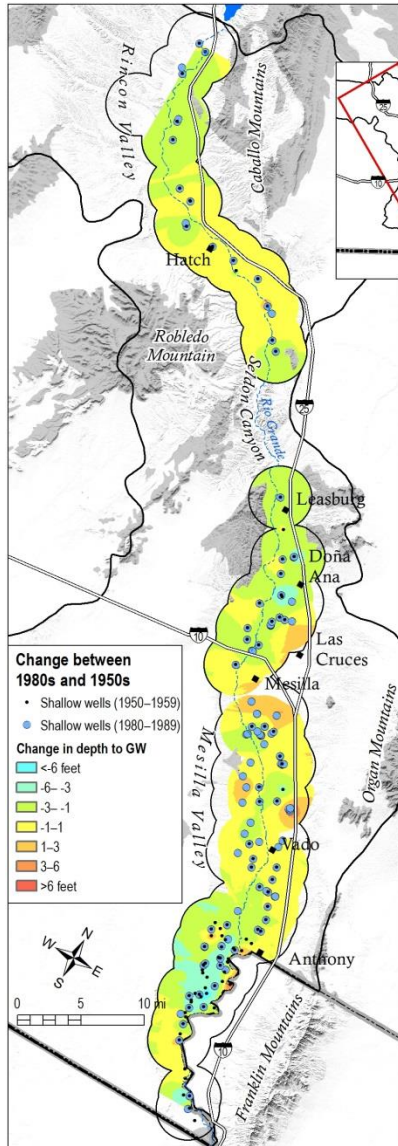 Rincon Valley
Caballo Mountains
25
10
Hatch
Robledo
Mountain
Seldon Canyon
Rio Grande
25
Leasburg
Doña
Ana
10
Las
Cruces
Mesilla
Change between
1980s and 1950s
Shallow wells (1950–1959)
Shallow wells (1980–1989)
Change in depth to GW
<-6 feet
-6– -3
-3– -1
-1–1
1–3
3–6
>6 feet
Mesilla Valley
Organ Mountains
Vado
N
W
E
S
Anthony
0 5 10 mi
10
Franklin Mountains